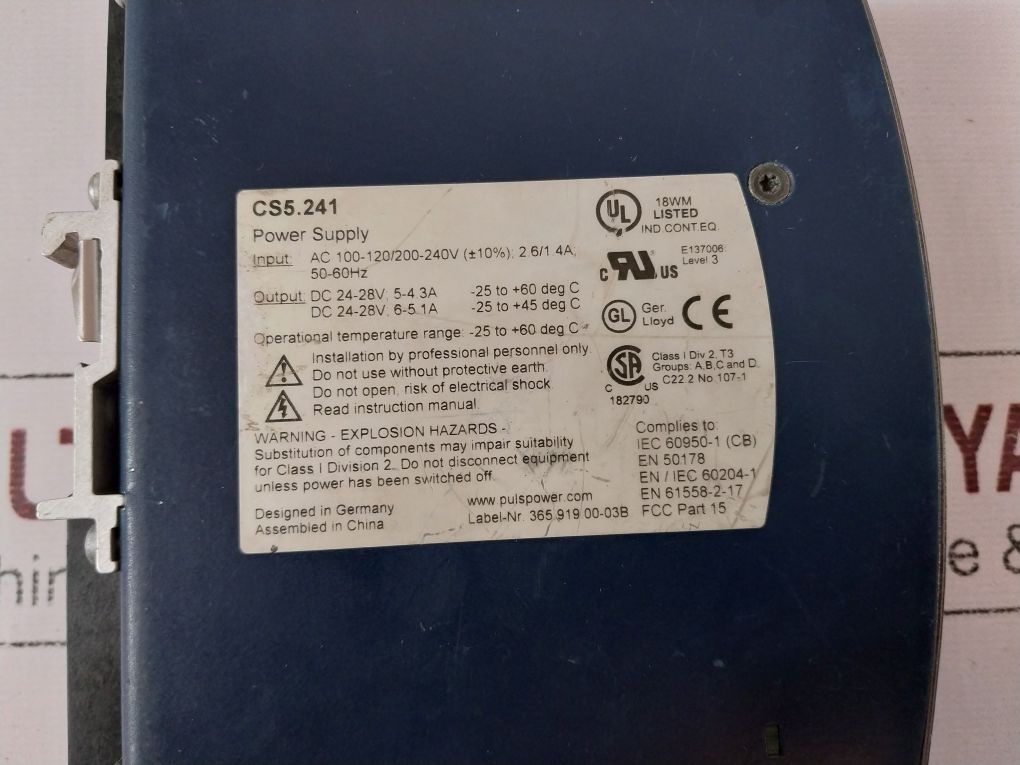 CS5.241
Power Supply
Input: AC 100-120/200-240V (±10%); 2.6/1.4A;
50-60Hz
Output: DC 24-28V; 5-4.3A -25 to +60 deg C
DC 24-28V; 6-5.1A -25 to +45 deg C
Operational temperature range: -25 to +60 deg C
Installation by professional personnel only.
Do not use without protective earth.
Do not open, risk of electrical shock.
Read instruction manual.
WARNING - EXPLOSION HAZARDS -
Substitution of components may impair suitability
for Class I Division 2. Do not disconnect equipment
unless power has been switched off.
Designed in Germany
Assembled in China
www.pulspower.com
Label-Nr. 365.919.00-03B
UL
18WM
LISTED
IND.CONT.EQ.
c RU US
E137006
Level 3
GL
Ger.
Lloyd
CE
SA
C US
182790
Class I Div 2, T3
Groups: A,B,C and D
C22.2 No.107-1
Complies to:
IEC 60950-1 (CB)
EN 50178
EN / IEC 60204-1
EN 61558-2-17
FCC Part 15
UT
YA
hin
e &